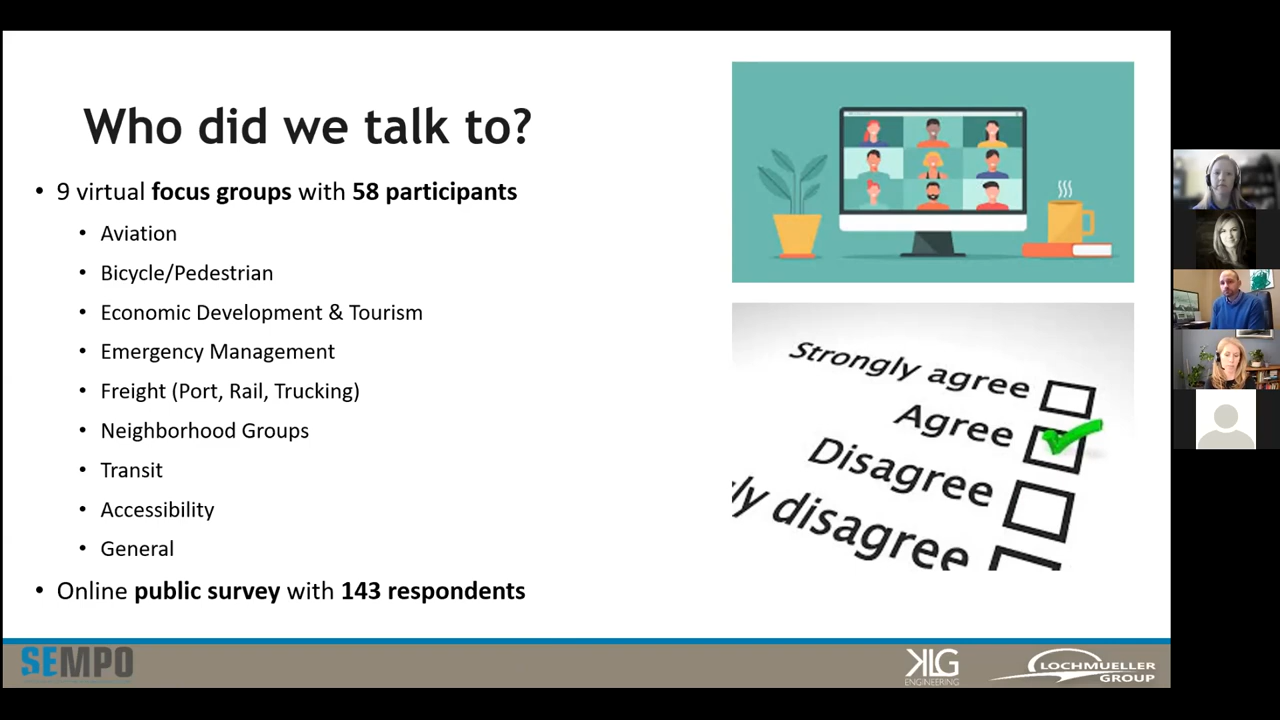 Who did we talk to?
• 9 virtual focus groups with 58 participants
• Aviation
• Bicycle/Pedestrian
• Economic Development & Tourism
• Emergency Management
• Freight (Port, Rail, Trucking)
• Neighborhood Groups
• Transit
• Accessibility
• General
• Online public survey with 143 respondents
Strongly agree
Agree
Disagree
ly disagree
SEMPO
KLG
ENGINEERING
LOCHMUELLER
GROUP